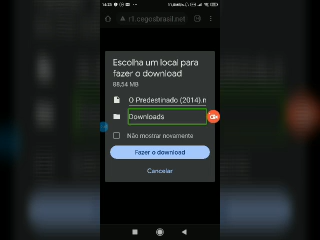 r1.cegosbrasil.net
Escolha um local para
fazer o download
88,54 MB
O Predestinado (2014).n
Downloads
Não mostrar novamente
Fazer o download
Cancelar